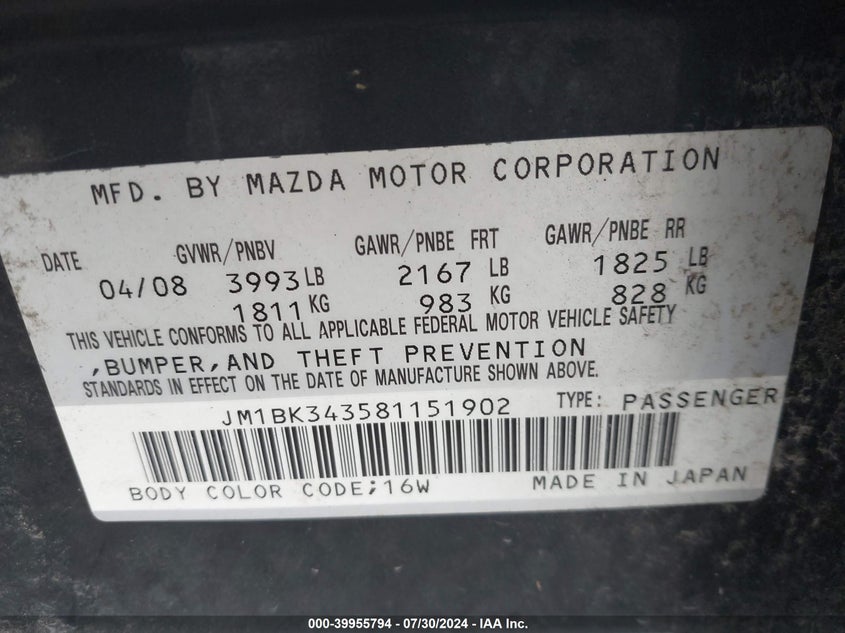 MFD. BY MAZDA MOTOR CORPORATION
DATE GVWR/PNBV GAWR/PNBE FRT GAWR/PNBE RR
04/08 3993 LB 2167 LB 1825 LB
1811 KG 983 KG 828 KG
THIS VEHICLE CONFORMS TO ALL APPLICABLE FEDERAL MOTOR VEHICLE SAFETY
,BUMPER,AND THEFT PREVENTION
STANDARDS IN EFFECT ON THE DATE OF MANUFACTURE SHOWN ABOVE.
JM1BK343581151902 TYPE: PASSENGER
BODY COLOR CODE;16W MADE IN JAPAN
000-39955794 - 07/30/2024 - IAA Inc.